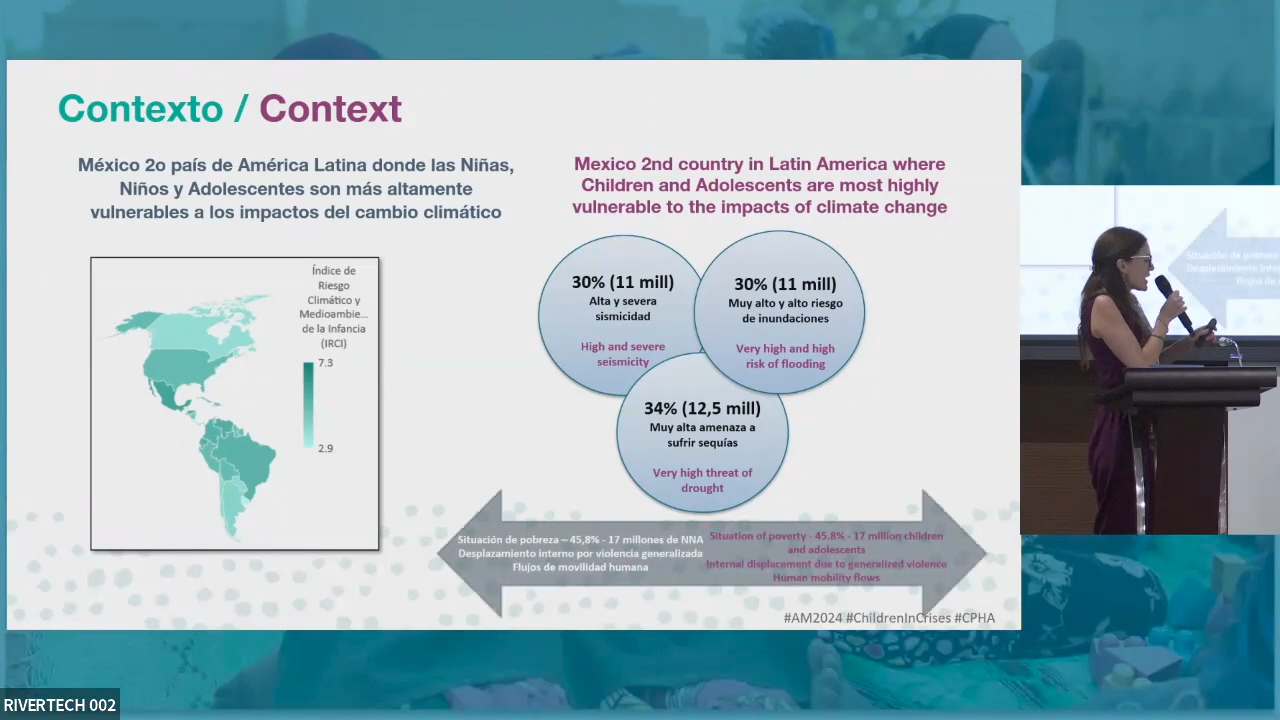 Contexto / Context
México 2o país de América Latina donde las Niñas,
Niños y Adolescentes son más altamente
vulnerables a los impactos del cambio climático
Mexico 2nd country in Latin America where
Children and Adolescents are most highly
vulnerable to the impacts of climate change
Índice de
Riesgo
Climático y
Medioambie...
de la Infancia
(IRCI)
7.3
2.9
30% (11 mill)
Alta y severa
sismicidad
High and severe
seismicity
30% (11 mill)
Muy alto y alto riesgo
de inundaciones
Very high and high
risk of flooding
34% (12,5 mill)
Muy alta amenaza a
sufrir sequías
Very high threat of
drought
Situación de pobreza – 45,8% - 17 millones de NNA
Desplazamiento interno por violencia generalizada
Flujos de movilidad humana
Situation of poverty - 45.8% - 17 million children
and adolescents
Internal displacement due to generalized violence
Human mobility flows
#AM2024 #ChildrenInCrises #CPHA
Situación de pobreza
Desplazamiento
Flujos de
RIVERTECH 002